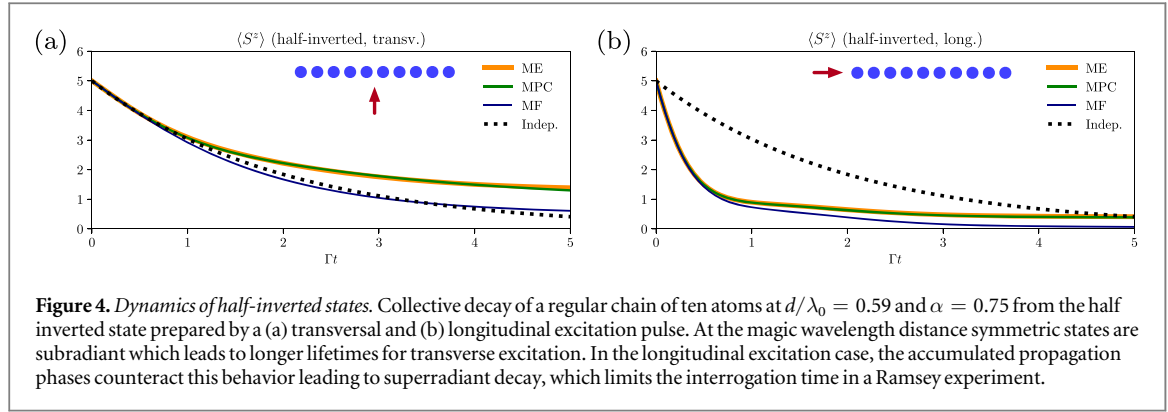 (a)
⟨S^z⟩ (half-inverted, transv.)
6
5
4
3
2
1
0
ME
MPC
MF
Indep.
0 1 2 3 4 5
Γt
(b)
⟨S^z⟩ (half-inverted, long.)
6
5
4
3
2
1
0
ME
MPC
MF
Indep.
0 1 2 3 4 5
Γt
Figure 4. Dynamics of half-inverted states. Collective decay of a regular chain of ten atoms at d/λ₀ = 0.59 and α = 0.75 from the half
inverted state prepared by a (a) transversal and (b) longitudinal excitation pulse. At the magic wavelength distance symmetric states are
subradiant which leads to longer lifetimes for transverse excitation. In the longitudinal excitation case, the accumulated propagation
phases counteract this behavior leading to superradiant decay, which limits the interrogation time in a Ramsey experiment.